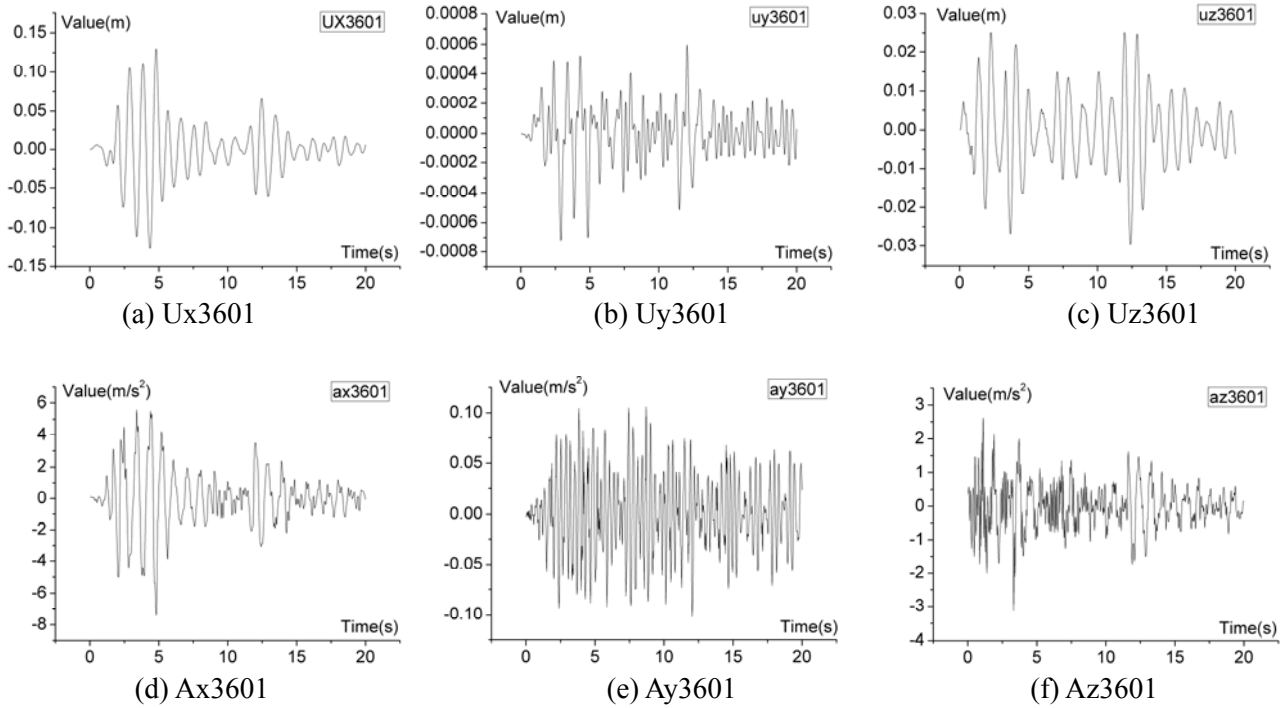 Value(m)
UX3601
0.15
0.10
0.05
0.00
-0.05
-0.10
-0.15
Time(s)
0 5 10 15 20
(a) Ux3601
Value(m)
uy3601
0.0008
0.0006
0.0004
0.0002
0.0000
-0.0002
-0.0004
-0.0006
-0.0008
Time(s)
0 5 10 15 20
(b) Uy3601
Value(m)
uz3601
0.03
0.02
0.01
0.00
-0.01
-0.02
-0.03
Time(s)
0 5 10 15 20
(c) Uz3601
Value(m/s²)
ax3601
6
4
2
0
-2
-4
-6
-8
Time(s)
0 5 10 15 20
(d) Ax3601
Value(m/s²)
ay3601
0.10
0.05
0.00
-0.05
-0.10
Time(s)
0 5 10 15 20
(e) Ay3601
Value(m/s²)
az3601
3
2
1
0
-1
-2
-3
-4
Time(s)
0 5 10 15 20
(f) Az3601